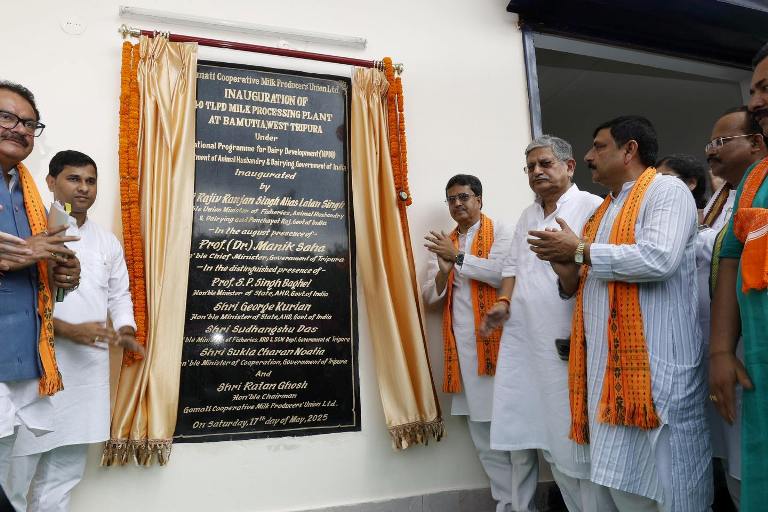 Gomati Cooperative Milk Producers Union Ltd.
INAUGURATION OF
40 TLPD MILK PROCESSING PLANT
AT BAMUTIA, WEST TRIPURA
Under
National Programme for Dairy Development (NPDD)
Department of Animal Husbandry & Dairying Government of India
Inaugurated
by
Shri Rajiv Ranjan Singh Alias Lalan Singh
Hon'ble Union Minister of Fisheries, Animal Husbandry
& Dairying and Panchayati Raj, Govt. of India
-In the august presence of-
Prof.(Dr.) Manik Saha
Hon'ble Chief Minister, Government of Tripura
-In the distinguished presence of-
Prof. S.P. Singh Baghel
Hon'ble Minister of State, AHD, Govt. of India
Shri George Kurian
Hon'ble Minister of State, AHD, Govt. of India
Shri Sudhangshu Das
Hon'ble Minister of Fisheries, ARD & SCW Dept. Government of Tripura
Shri Sukla Charan Noatia
Hon'ble Minister of Cooperation, Government of Tripura
And
Shri Ratan Ghosh
Hon'ble Chairman
Gomati Cooperative Milk Producers' Union Ltd.
On Saturday, 17th day of May, 2025